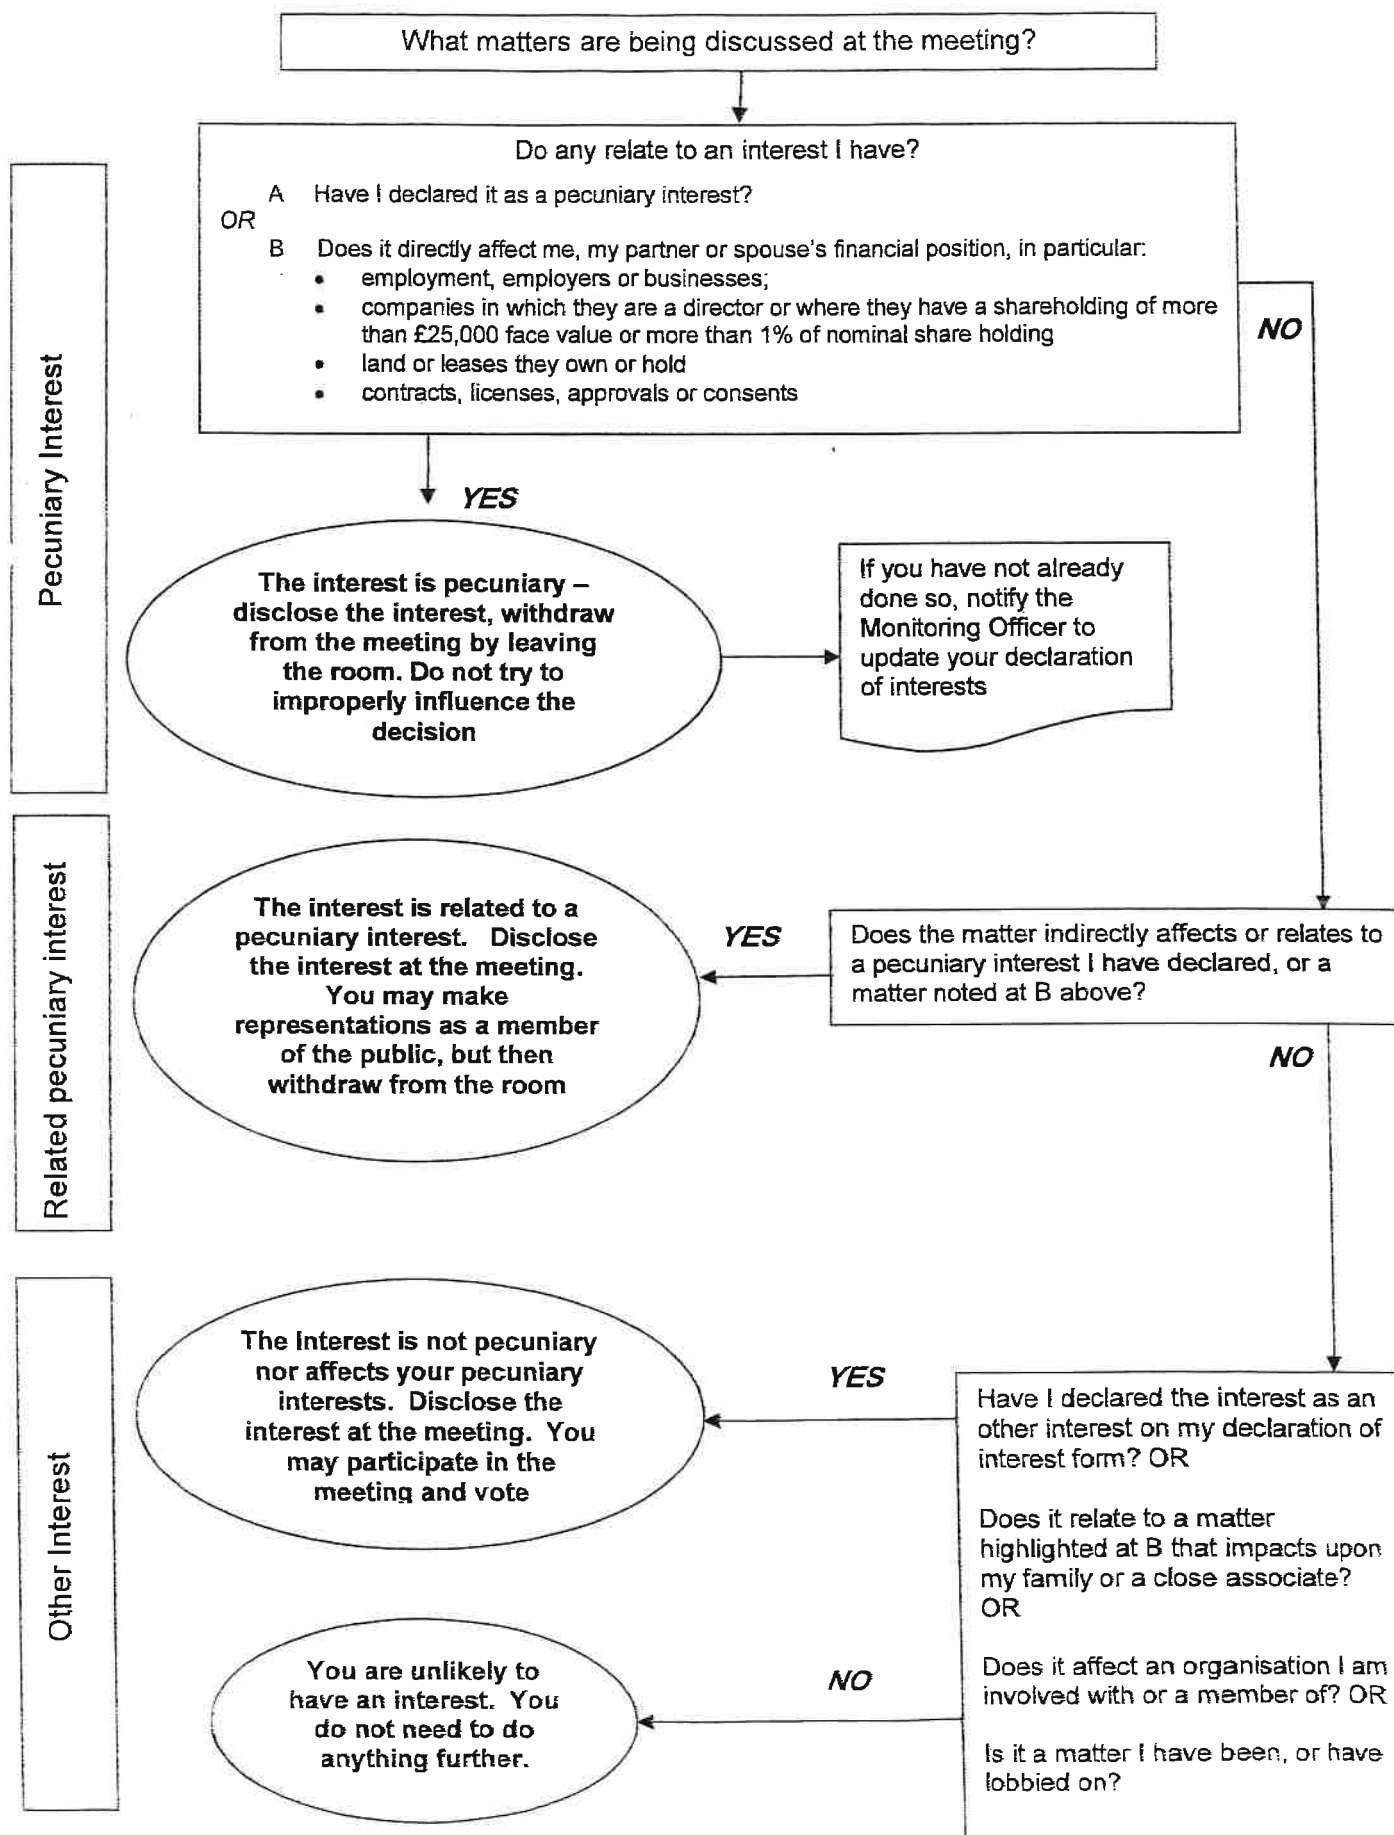 What matters are being discussed at the meeting?
Do any relate to an interest I have?
A Have I declared it as a pecuniary interest?
OR
B Does it directly affect me, my partner or spouse's financial position, in particular:
• employment, employers or businesses;
• companies in which they are a director or where they have a shareholding of more
than £25,000 face value or more than 1% of nominal share holding
• land or leases they own or hold
• contracts, licenses, approvals or consents
NO
Pecuniary Interest
YES
The interest is pecuniary –
disclose the interest, withdraw
from the meeting by leaving
the room. Do not try to
improperly influence the
decision
If you have not already
done so, notify the
Monitoring Officer to
update your declaration
of interests
Related pecuniary interest
The interest is related to a
pecuniary interest. Disclose
the interest at the meeting.
You may make
representations as a member
of the public, but then
withdraw from the room
YES
Does the matter indirectly affects or relates to
a pecuniary interest I have declared, or a
matter noted at B above?
NO
Other Interest
The Interest is not pecuniary
nor affects your pecuniary
interests. Disclose the
interest at the meeting. You
may participate in the
meeting and vote
YES
Have I declared the interest as an
other interest on my declaration of
interest form? OR
Does it relate to a matter
highlighted at B that impacts upon
my family or a close associate?
OR
Does it affect an organisation I am
involved with or a member of? OR
Is it a matter I have been, or have
lobbied on?
NO
You are unlikely to
have an interest. You
do not need to do
anything further.